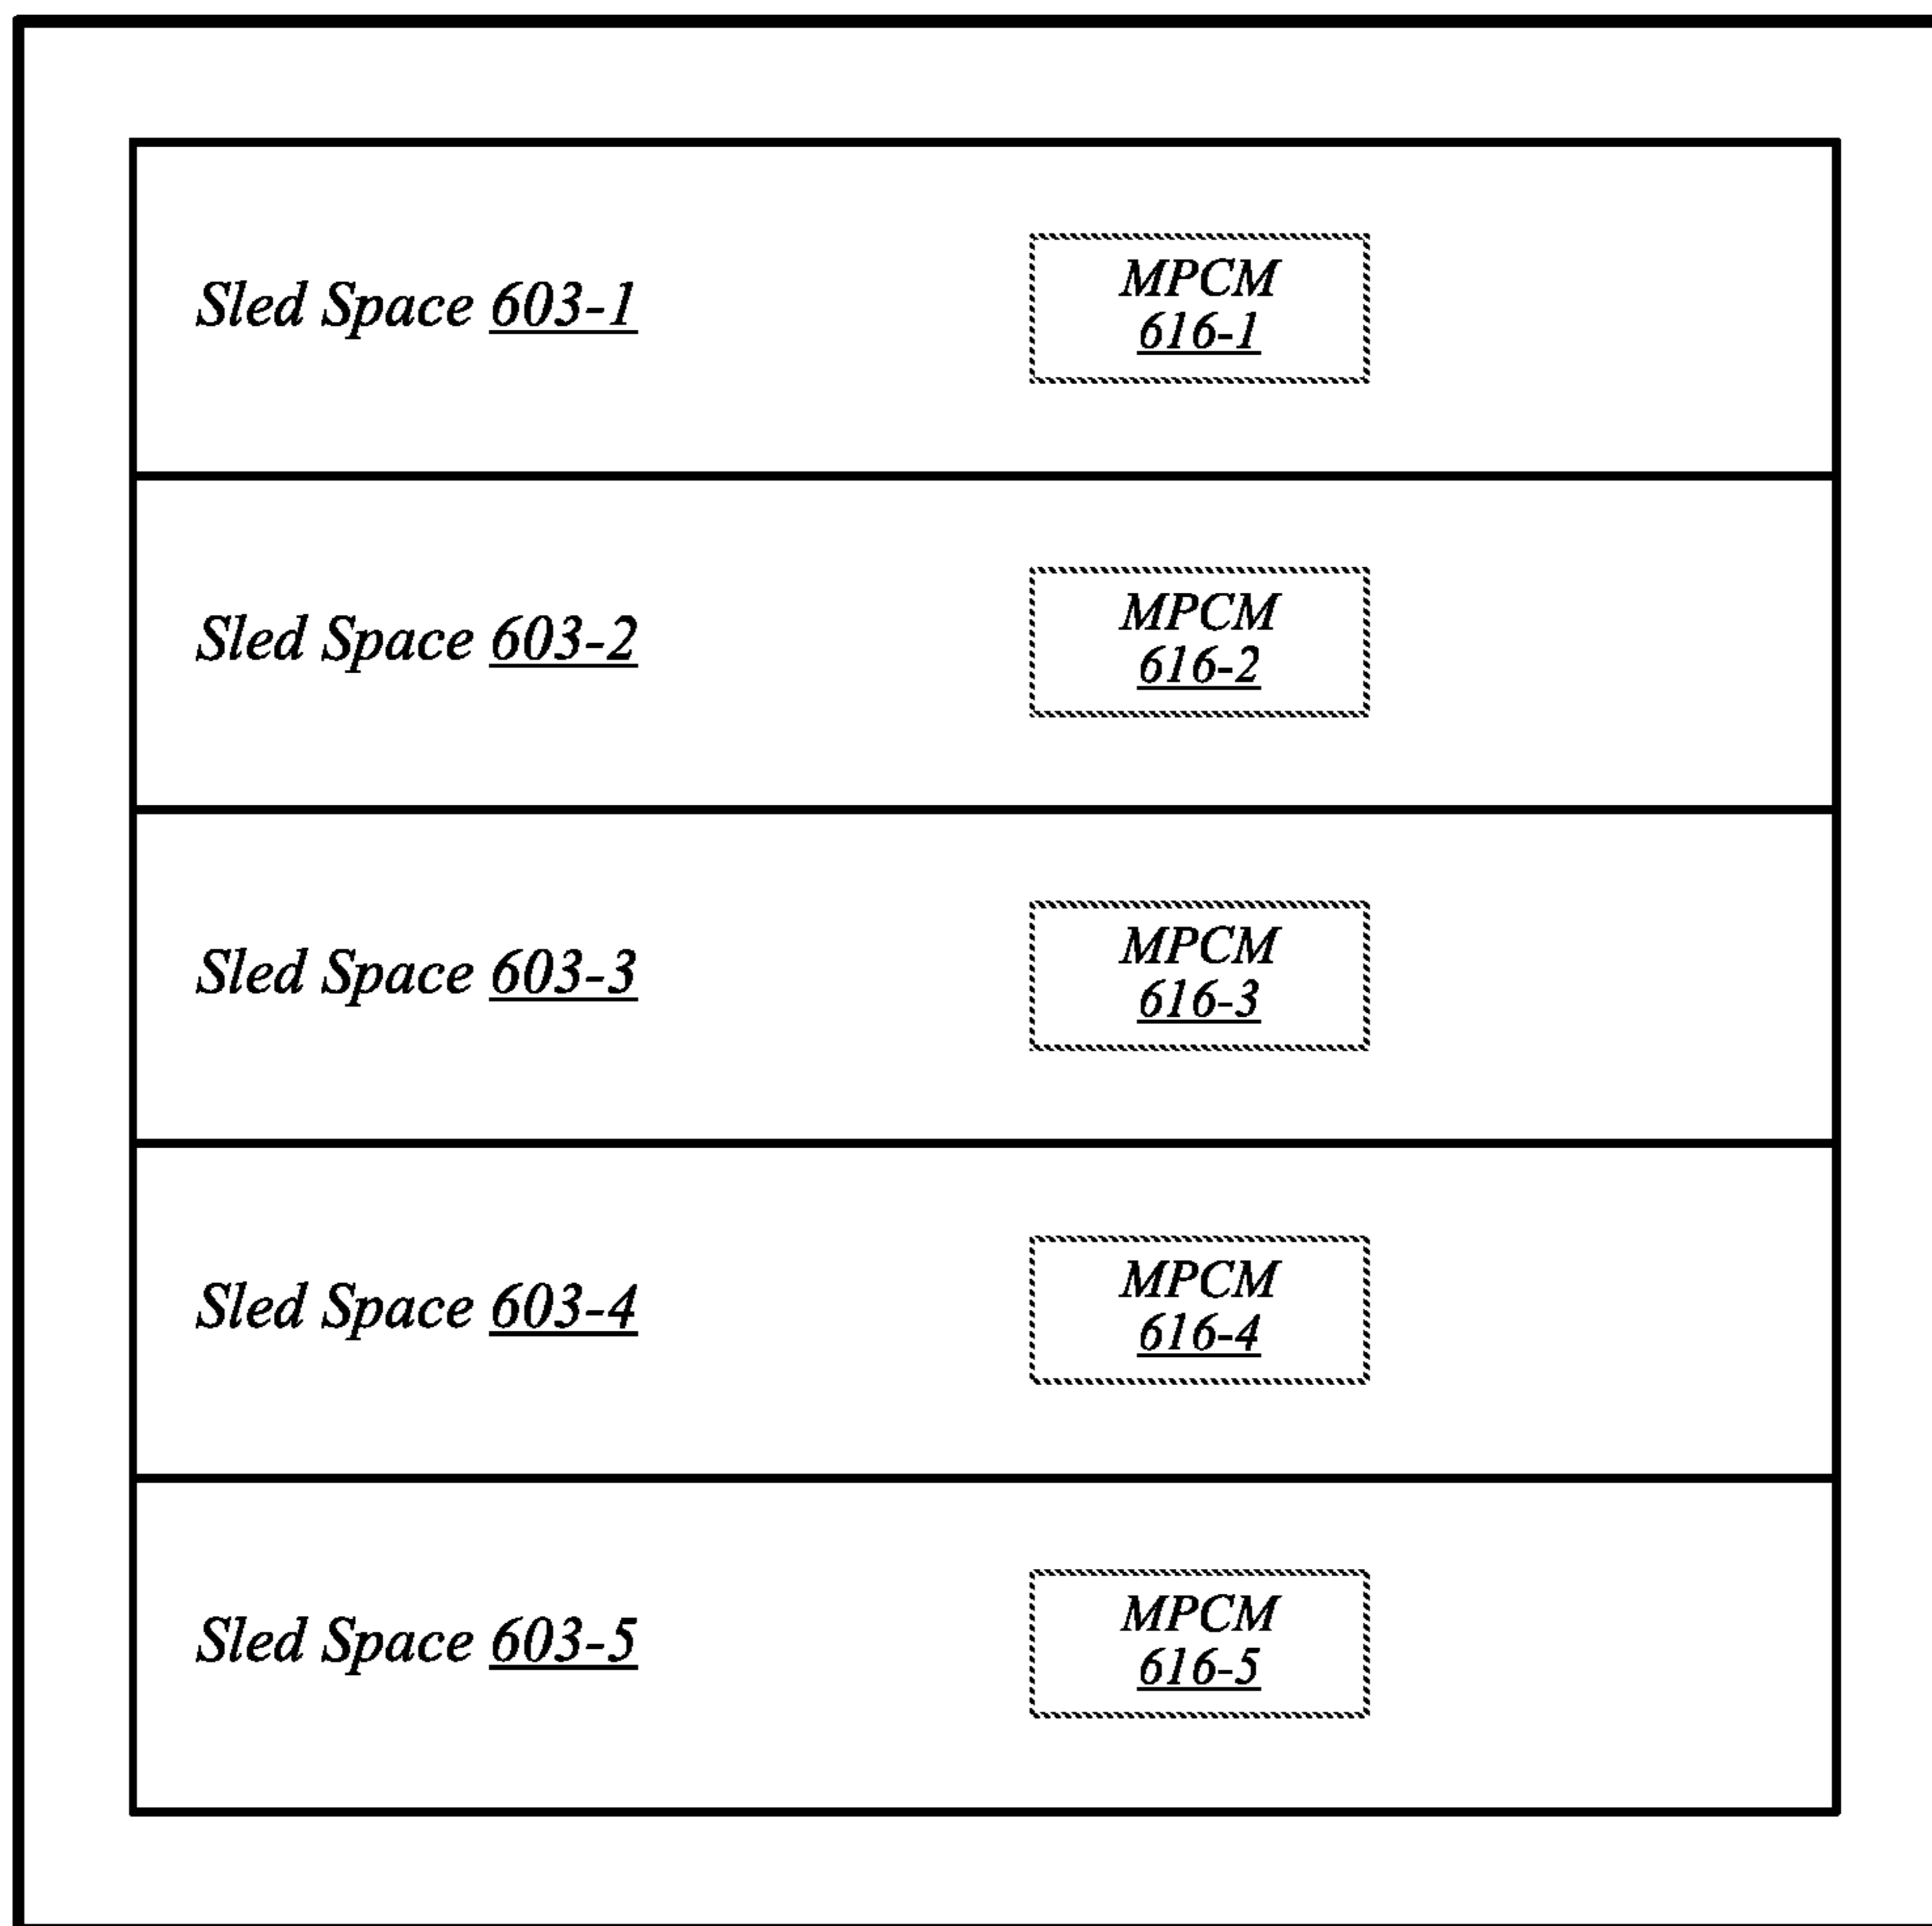 Sled Space 603-1
MPCM
616-1
Sled Space 603-2
MPCM
616-2
Sled Space 603-3
MPCM
616-3
Sled Space 603-4
MPCM
616-4
Sled Space 603-5
MPCM
616-5